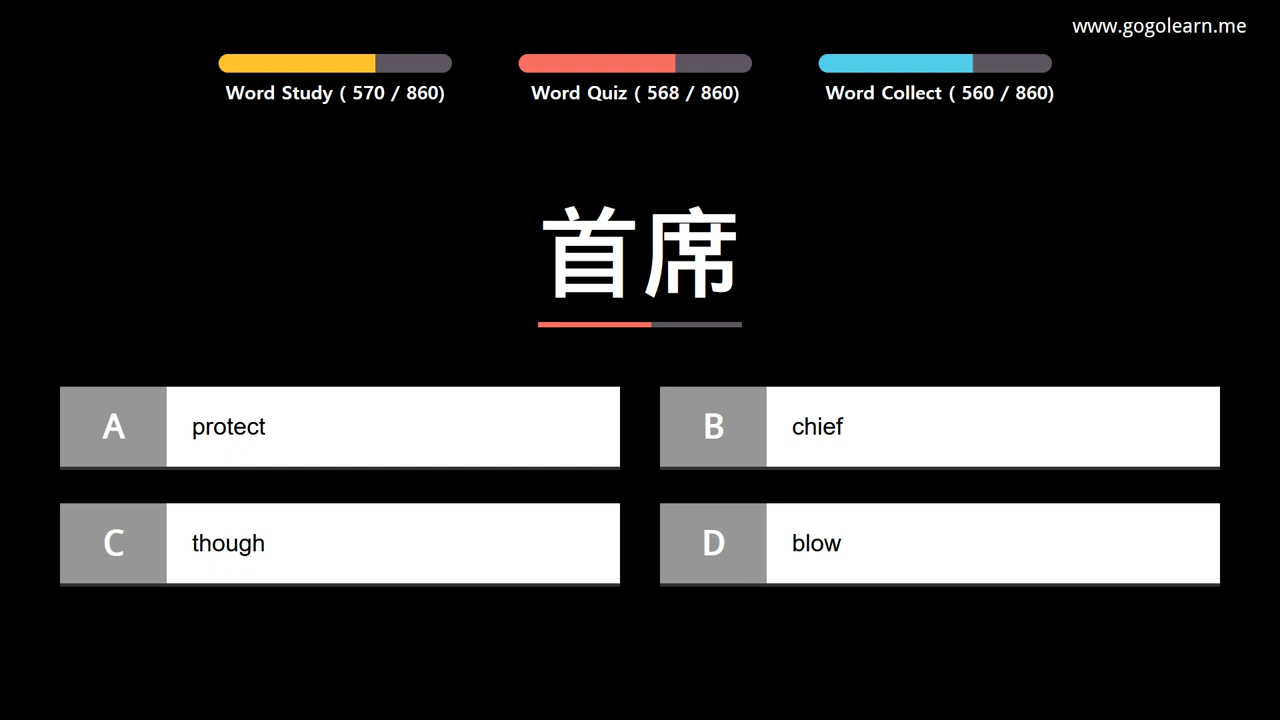 www.gogolearn.me
Word Study ( 570 / 860)
Word Quiz ( 568 / 860)
Word Collect ( 560 / 860)
首席
A protect
B chief
C though
D blow